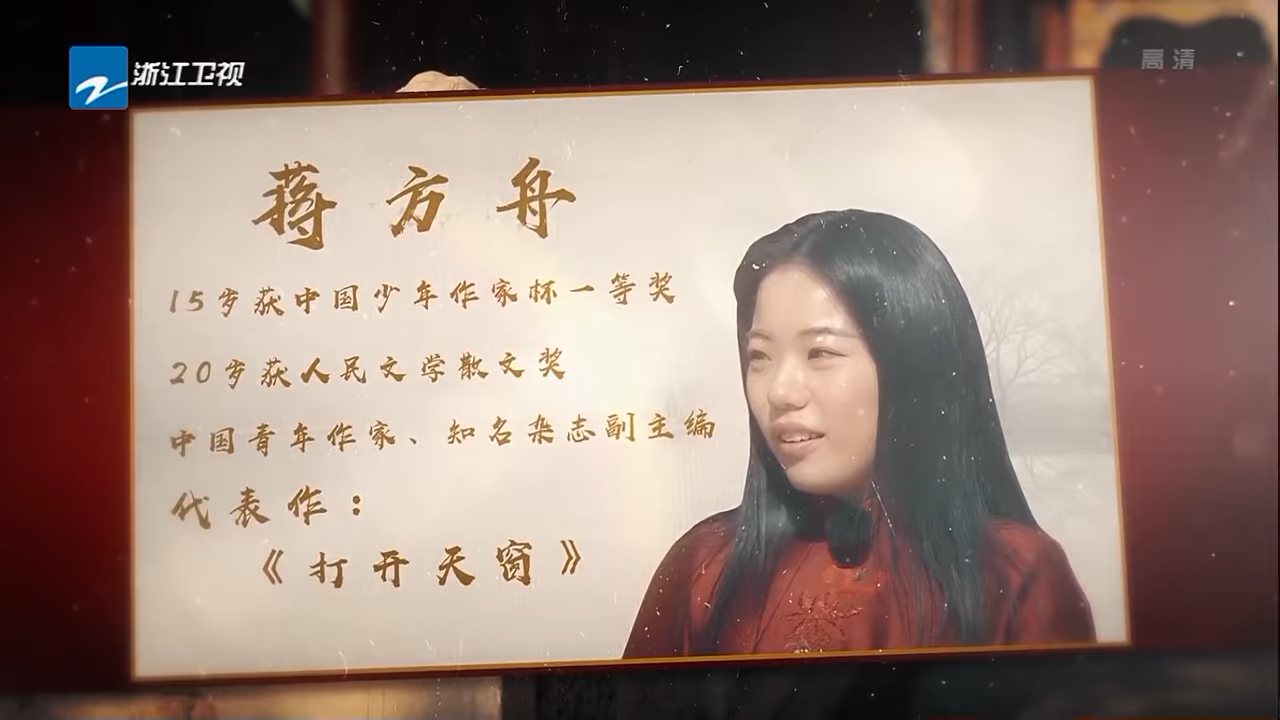 浙江卫视
高清
蒋方舟
15岁获中国少年作家杯一等奖
20岁获人民文学散文奖
中国青年作家、知名杂志副主编
代表作：
《打开天窗》